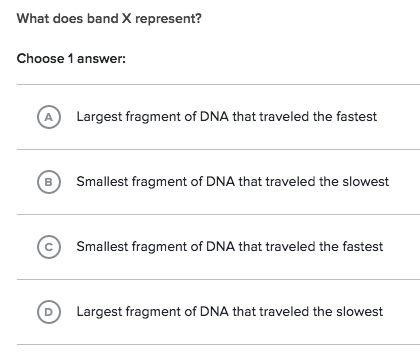 What does band X represent?
Choose 1 answer:
A Largest fragment of DNA that traveled the fastest
B Smallest fragment of DNA that traveled the slowest
C Smallest fragment of DNA that traveled the fastest
D Largest fragment of DNA that traveled the slowest